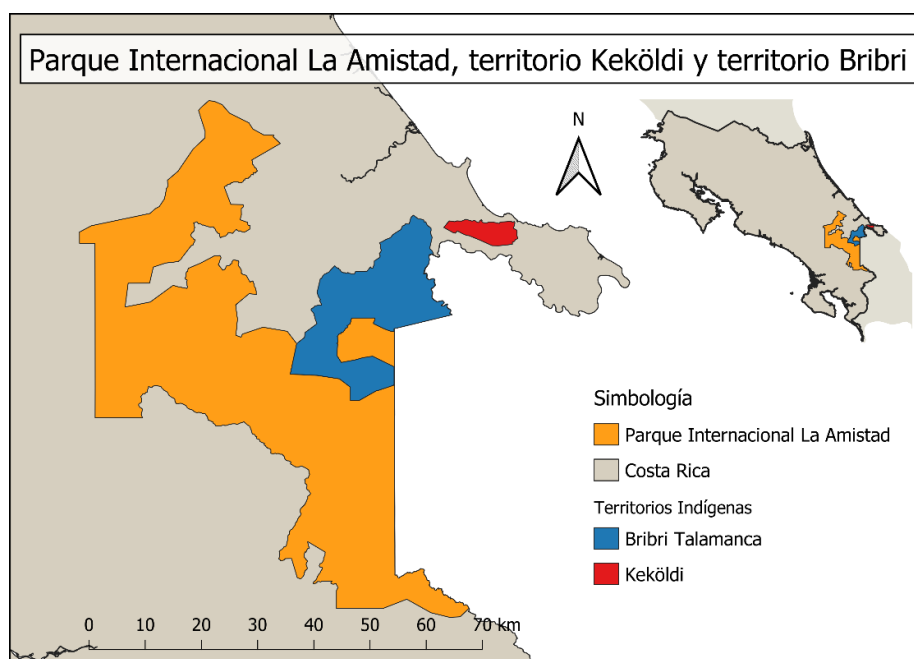 Parque Internacional La Amistad, territorio Keköldi y territorio Bribri
N
Simbología
Parque Internacional La Amistad
Costa Rica
Territorios Indígenas
Bribri Talamanca
Keköldi
0 10 20 30 40 50 60 70 km